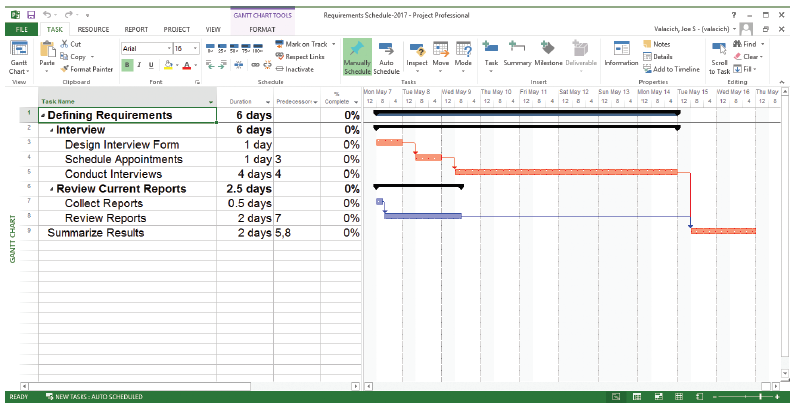 GANTT CHART TOOLS
Requirements Schedule-2017 - Project Professional
FILE TASK RESOURCE REPORT PROJECT VIEW FORMAT
Valacich, Joe S - (valacich)
Gantt Chart
View
Paste
Cut
Copy
Format Painter
Clipboard
Arial 16
B I U
Font
Mark on Track
Respect Links
Inactivate
Schedule
Manually Schedule
Auto Schedule
Inspect Move Mode
Tasks
Task Summary Milestone Deliverable
Insert
Information
Notes
Details
Add to Timeline
Properties
Scroll to Task
Find
Clear
Fill
Editing
Task Name Duration Predecessors % Complete
Mon May 7 Tue May 8 Wed May 9 Thu May 10 Fri May 11 Sat May 12 Sun May 13 Mon May 14 Tue May 15 Wed May 16 Thu May
12 8 4 12 8 4 12 8 4 12 8 4 12 8 4 12 8 4 12 8 4 12 8 4 12 8 4 12 8 4 12 8
1 Defining Requirements 6 days 0%
2 Interview 6 days 0%
3 Design Interview Form 1 day 0%
4 Schedule Appointments 1 day 3 0%
5 Conduct Interviews 4 days 4 0%
6 Review Current Reports 2.5 days 0%
7 Collect Reports 0.5 days 0%
8 Review Reports 2 days 7 0%
9 Summarize Results 2 days 5,8 0%
GANTT CHART
READY NEW TASKS : AUTO SCHEDULED